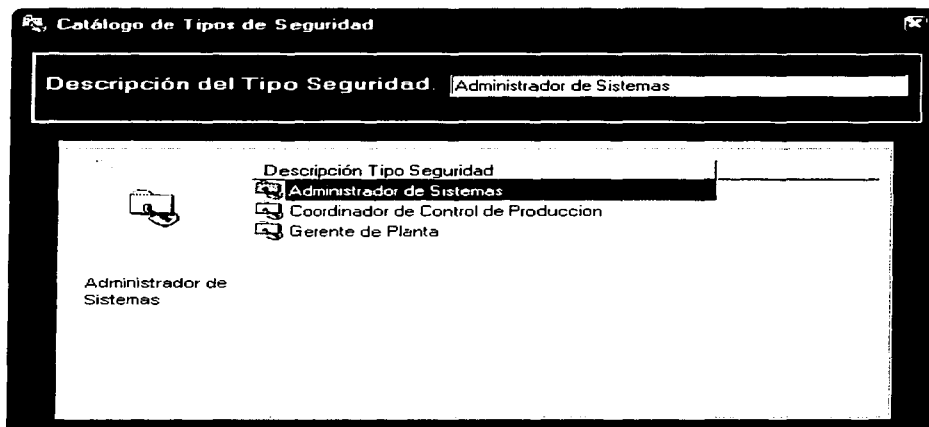 Catálogo de Tipos de Seguridad
Descripción del Tipo Seguridad. Administrador de Sistemas
Descripción Tipo Seguridad
Administrador de Sistemas
Coordinador de Control de Produccion
Gerente de Planta
Administrador de
Sistemas